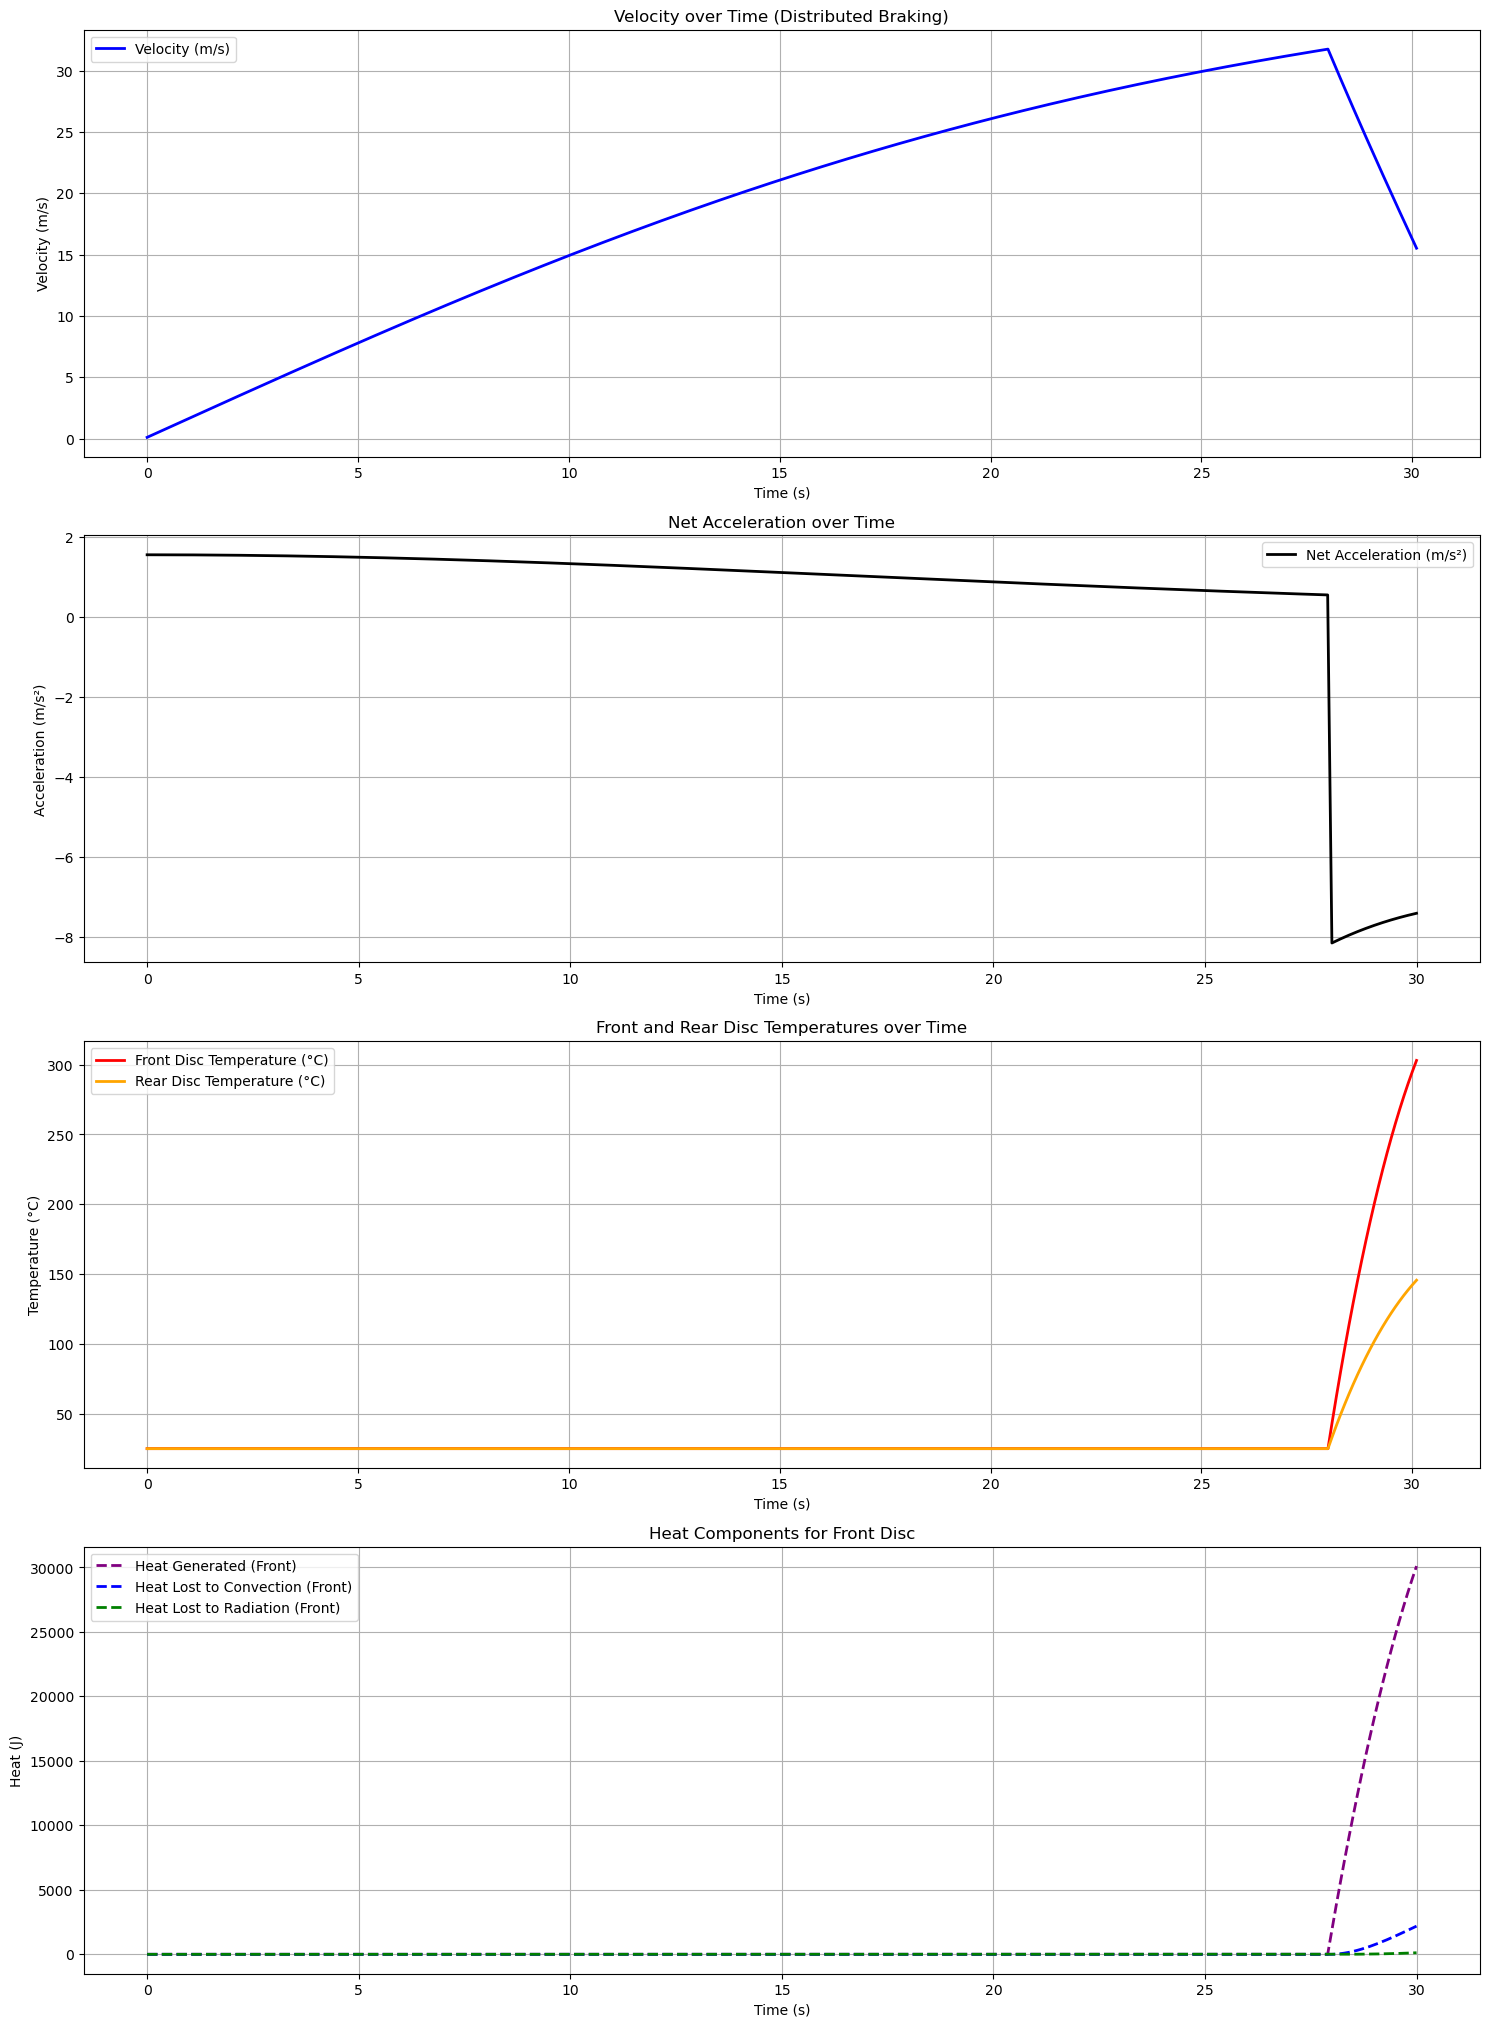 Velocity over Time (Distributed Braking)
Velocity (m/s)
Velocity (m/s)
30
25
20
15
10
5
0
0 5 10 15 20 25 30
Time (s)
Net Acceleration over Time
Net Acceleration (m/s²)
Acceleration (m/s²)
2
0
−2
−4
−6
−8
0 5 10 15 20 25 30
Time (s)
Front and Rear Disc Temperatures over Time
Front Disc Temperature (°C)
Rear Disc Temperature (°C)
Temperature (°C)
300
250
200
150
100
50
0 5 10 15 20 25 30
Time (s)
Heat Components for Front Disc
Heat Generated (Front)
Heat Lost to Convection (Front)
Heat Lost to Radiation (Front)
Heat (J)
30000
25000
20000
15000
10000
5000
0
0 5 10 15 20 25 30
Time (s)